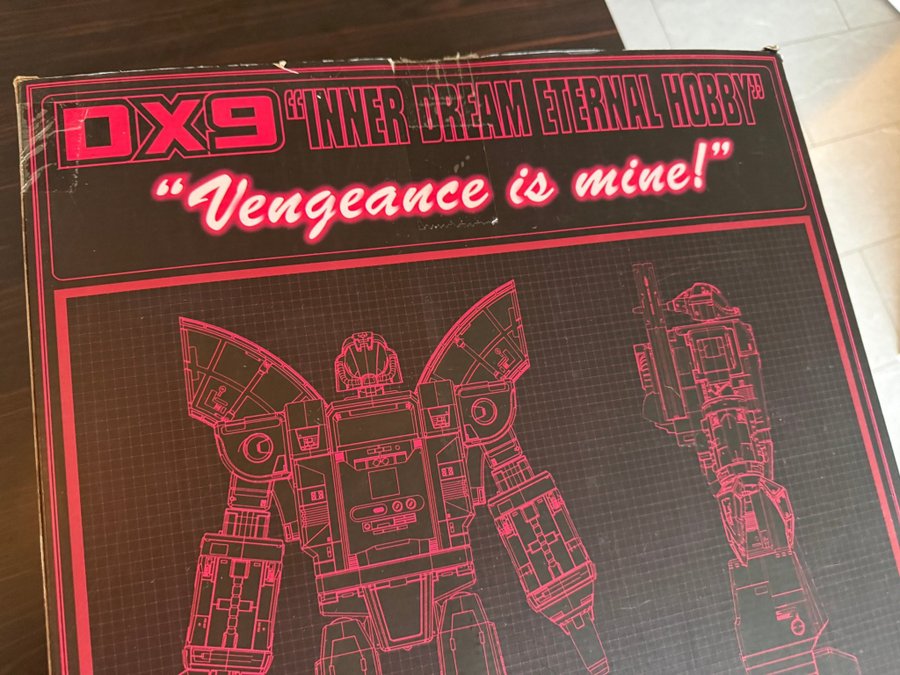 DX9 "INNER DREAM ETERNAL HOBBY"
"Vengeance is mine!"